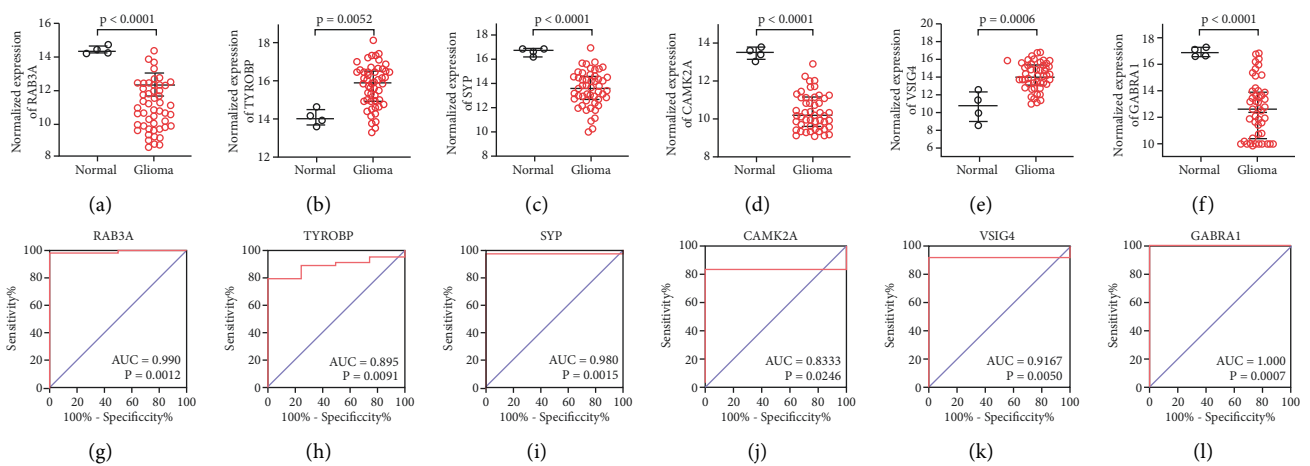 p < 0.0001
Normalized expression
of RAB3A
16
14
12
10
8
Normal Glioma
(a)
p = 0.0052
Normalized expression
of TYROBP
18
16
14
12
Normal Glioma
(b)
p < 0.0001
Normalized expression
of SYP
18
16
14
12
10
8
Normal Glioma
(c)
p < 0.0001
Normalized expression
of CAMK2A
14
12
10
8
Normal Glioma
(d)
p = 0.0006
Normalized expression
of VSIG4
20
18
16
14
12
10
8
6
Normal Glioma
(e)
p < 0.0001
Normalized expression
of GABRA1
18
16
14
12
10
Normal Glioma
(f)
RAB3A
Sensitivity%
100
80
60
40
20
0
AUC = 0.990
P = 0.0012
0 20 40 60 80 100
100% - Specificcity%
(g)
TYROBP
Sensitivity%
100
80
60
40
20
0
AUC = 0.895
P = 0.0091
0 20 40 60 80 100
100% - Specificcity%
(h)
SYP
Sensitivity%
100
80
60
40
20
0
AUC = 0.980
P = 0.0015
0 20 40 60 80 100
100% - Specificcity%
(i)
CAMK2A
Sensitivity%
100
80
60
40
20
0
AUC = 0.8333
P = 0.0246
0 20 40 60 80 100
100% - Specificcity%
(j)
VSIG4
Sensitivity%
100
80
60
40
20
0
AUC = 0.9167
P = 0.0050
0 20 40 60 80 100
100% - Specificcity%
(k)
GABRA1
Sensitivity%
100
80
60
40
20
0
AUC = 1.000
P = 0.0007
0 20 40 60 80 100
100% - Specificcity%
(l)